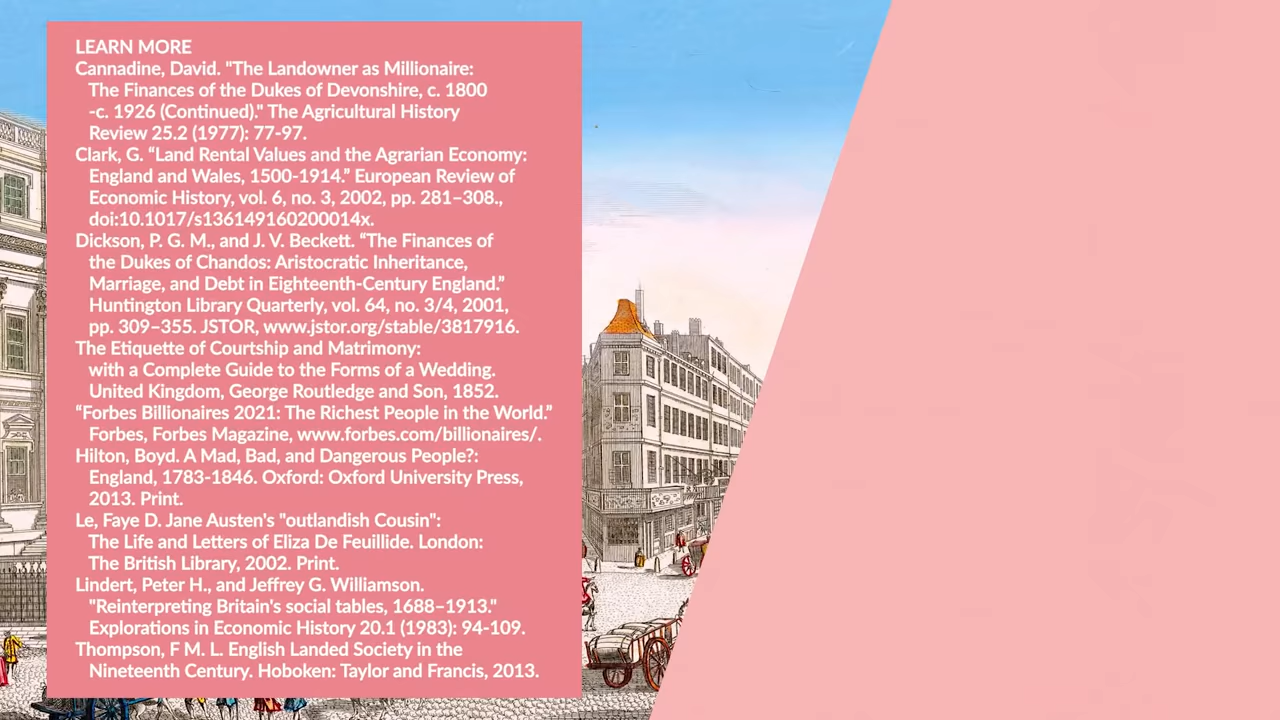 LEARN MORE
Cannadine, David. "The Landowner as Millionaire:
The Finances of the Dukes of Devonshire, c. 1800
-c. 1926 (Continued)." The Agricultural History
Review 25.2 (1977): 77-97.
Clark, G. “Land Rental Values and the Agrarian Economy:
England and Wales, 1500-1914.” European Review of
Economic History, vol. 6, no. 3, 2002, pp. 281–308.,
doi:10.1017/s136149160200014x.
Dickson, P. G. M., and J. V. Beckett. “The Finances of
the Dukes of Chandos: Aristocratic Inheritance,
Marriage, and Debt in Eighteenth-Century England.”
Huntington Library Quarterly, vol. 64, no. 3/4, 2001,
pp. 309–355. JSTOR, www.jstor.org/stable/3817916.
The Etiquette of Courtship and Matrimony:
with a Complete Guide to the Forms of a Wedding.
United Kingdom, George Routledge and Son, 1852.
“Forbes Billionaires 2021: The Richest People in the World.”
Forbes, Forbes Magazine, www.forbes.com/billionaires/.
Hilton, Boyd. A Mad, Bad, and Dangerous People?:
England, 1783-1846. Oxford: Oxford University Press,
2013. Print.
Le, Faye D. Jane Austen's "outlandish Cousin":
The Life and Letters of Eliza De Feuillide. London:
The British Library, 2002. Print.
Lindert, Peter H., and Jeffrey G. Williamson.
"Reinterpreting Britain's social tables, 1688–1913."
Explorations in Economic History 20.1 (1983): 94-109.
Thompson, F M. L. English Landed Society in the
Nineteenth Century. Hoboken: Taylor and Francis, 2013.